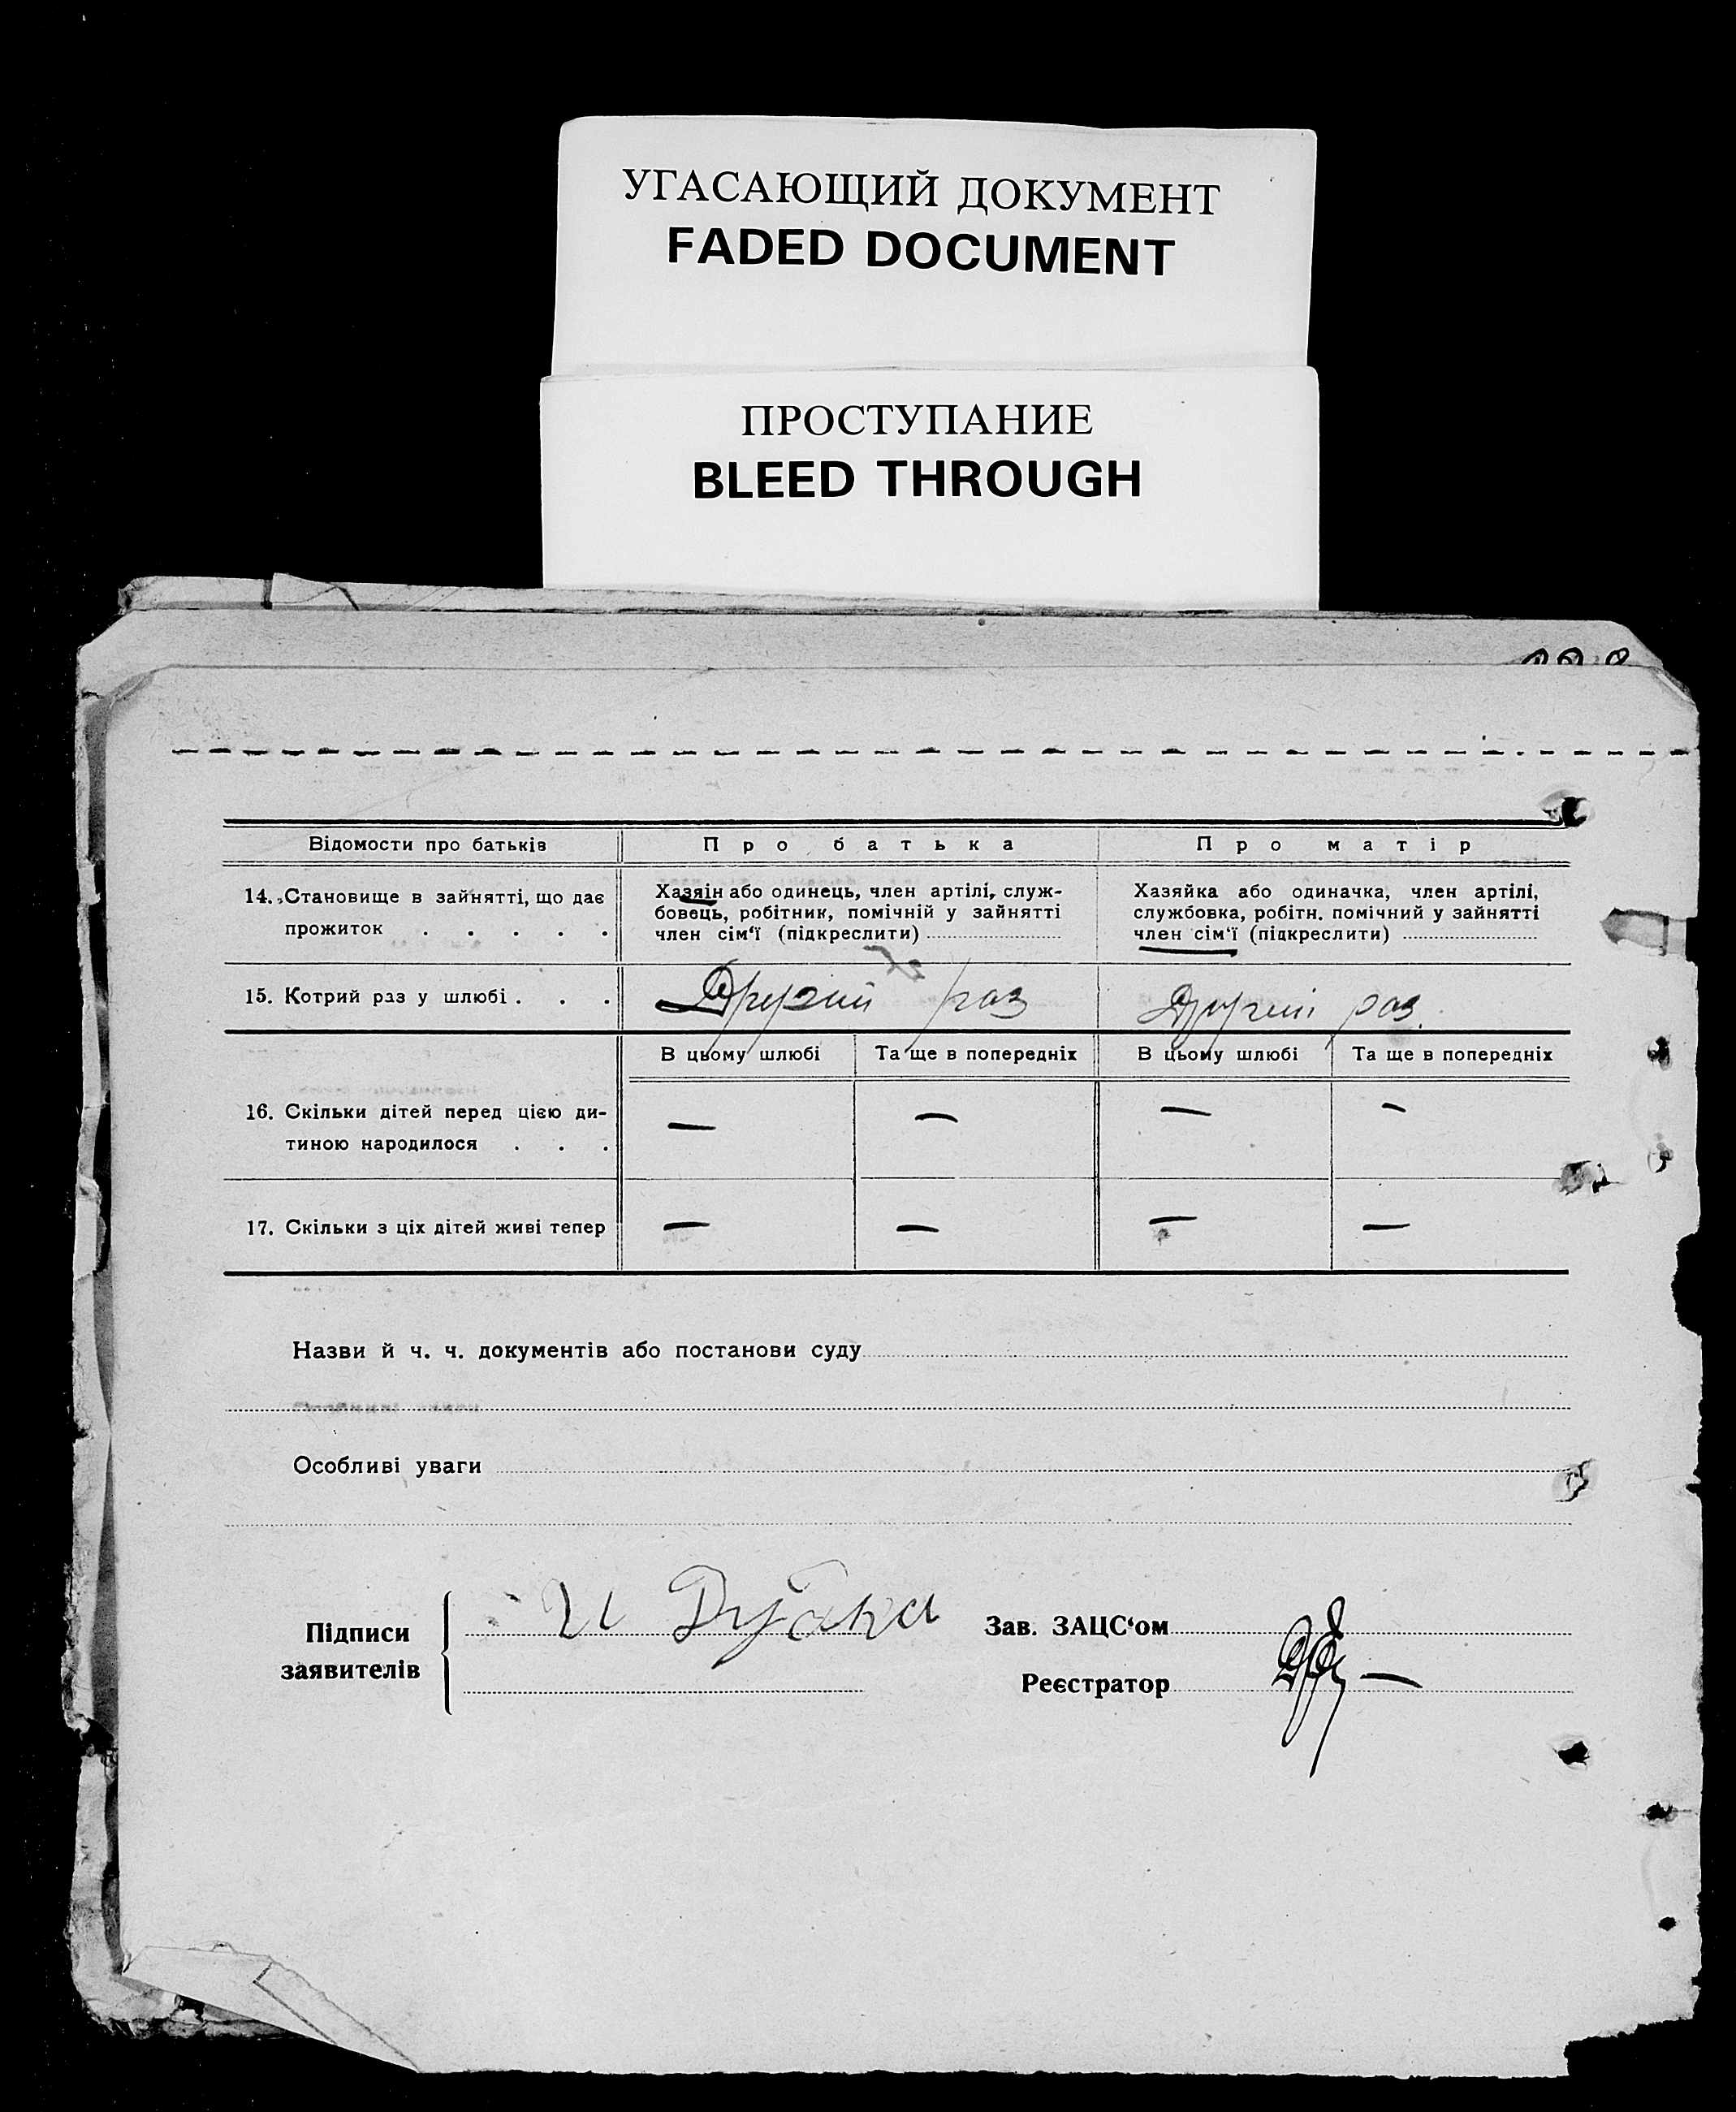 УГАСАЮЩИЙ ДОКУМЕНТ
FADED DOCUMENT
ПРОСТУПАНИЕ
BLEED THROUGH
Відомости про батьків
Про батька
Про матір
14. Становище в зайнятті, що дає
прожиток . . . . .
Хазяін або одинець, член артілі, служ-
бовець, робітник, помічній у зайнятті
член сім‘ї (підкреслити)
Хазяйка або одиначка, член артілі,
службовка, робітн. помічний у зайнятті
член сім‘ї (підкреслити)
15. Котрий раз у шлюбі . . .
Другий раз
Другий раз.
В цьому шлюбі
Та ще в попередніх
В цьому шлюбі
Та ще в попередніх
16. Скільки дітей перед цією ди-
тиною народилося . . .
— — — —
17. Скільки з ціх дітей живі тепер
— — — —
Назви й ч. ч. документів або постанови суду
Особливі уваги
Підписи
заявителів
Зав. ЗАЦС‘ом
Реєстратор